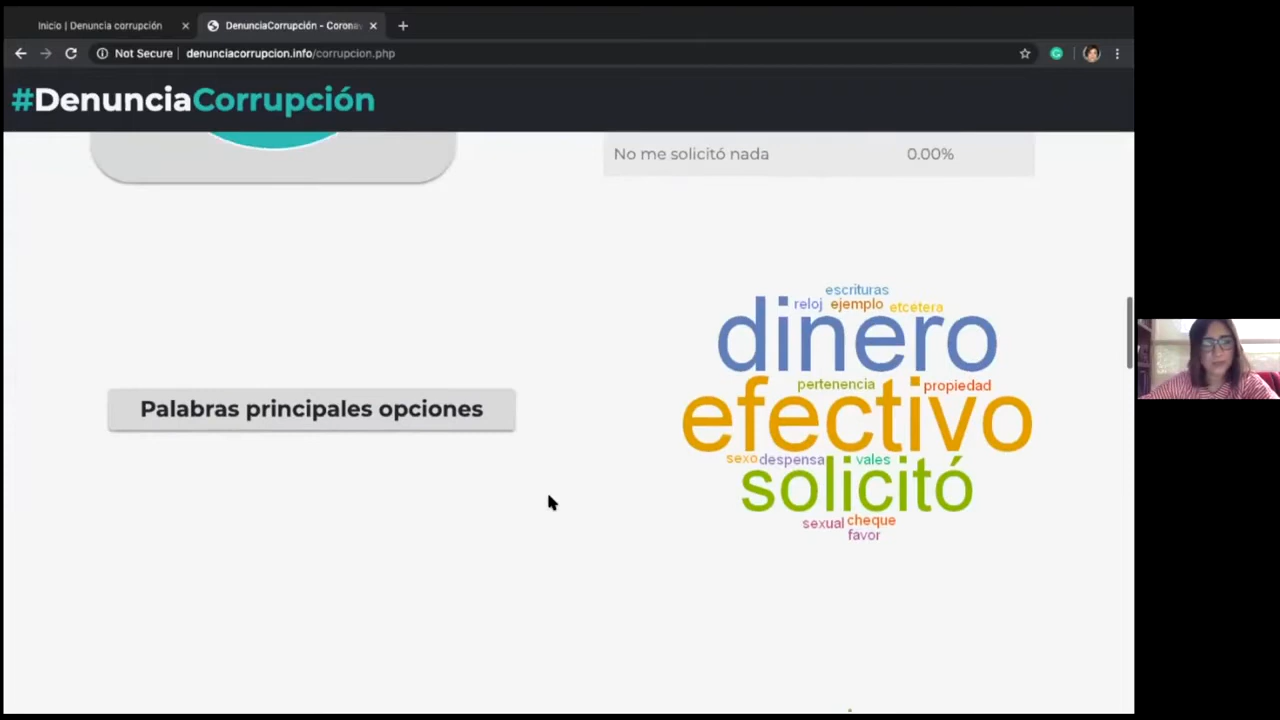 Inicio | Denuncia corrupción
DenunciaCorrupción - Corona
Not Secure
denunciacorrupcion.info/corrupcion.php
#DenunciaCorrupción
No me solicitó nada 0.00%
escrituras
reloj ejemplo etcétera
dinero
pertenencia propiedad
Palabras principales opciones
efectivo
sexo despensa vales
solicitó
sexual cheque
favor